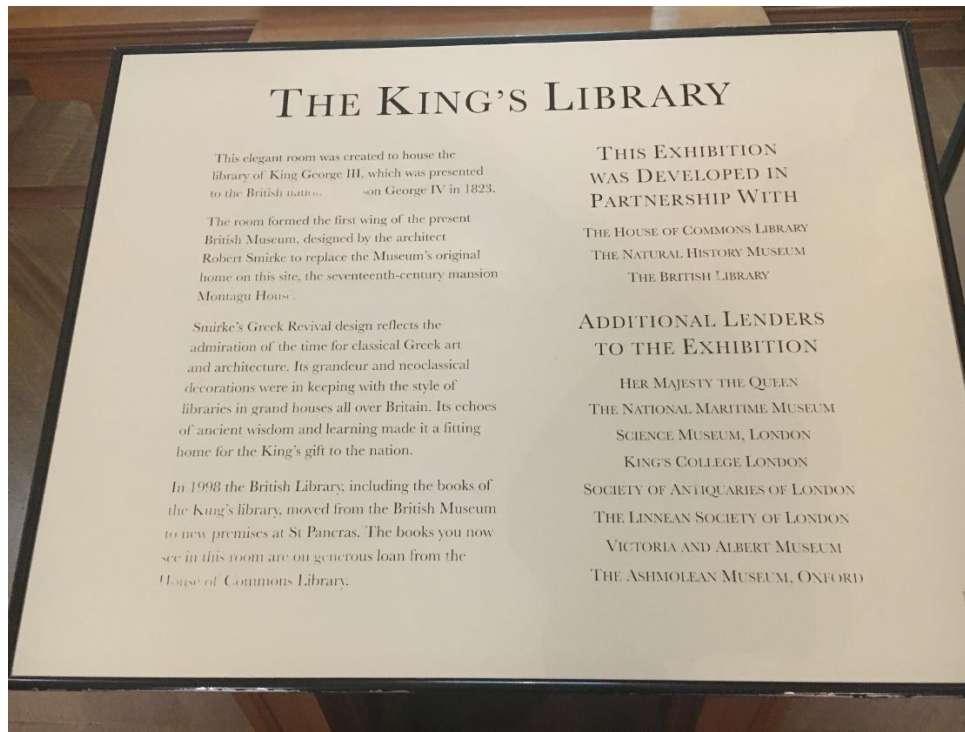 THE KING'S LIBRARY
This elegant room was created to house the
library of King George III, which was presented
to the British son George IV in 1823.
The room formed the first wing of the present
British Museum, designed by the architect
Robert Smirke to replace the Museum's original
home on this site, the seventeenth-century mansion
Montagu House.
Smirke's Greek Revival design reflects the
admiration of the time for classical Greek art
and architecture. Its grandeur and neoclassical
decorations were in keeping with the style of
libraries in grand houses all over Britain. Its echoes
of ancient wisdom and learning made it a fitting
home for the King's gift to the nation.
In 1998 the British Library, including the books of
the King's library, moved from the British Museum
to new premises at St Pancras. The books you now
see in this room are on generous loan from the
House of Commons Library.
THIS EXHIBITION
WAS DEVELOPED IN
PARTNERSHIP WITH
THE HOUSE OF COMMONS LIBRARY
THE NATURAL HISTORY MUSEUM
THE BRITISH LIBRARY
ADDITIONAL LENDERS
TO THE EXHIBITION
HER MAJESTY THE QUEEN
THE NATIONAL MARITIME MUSEUM
SCIENCE MUSEUM, LONDON
KING'S COLLEGE LONDON
SOCIETY OF ANTIQUARIES OF LONDON
THE LINNEAN SOCIETY OF LONDON
VICTORIA AND ALBERT MUSEUM
THE ASHMOLEAN MUSEUM, OXFORD